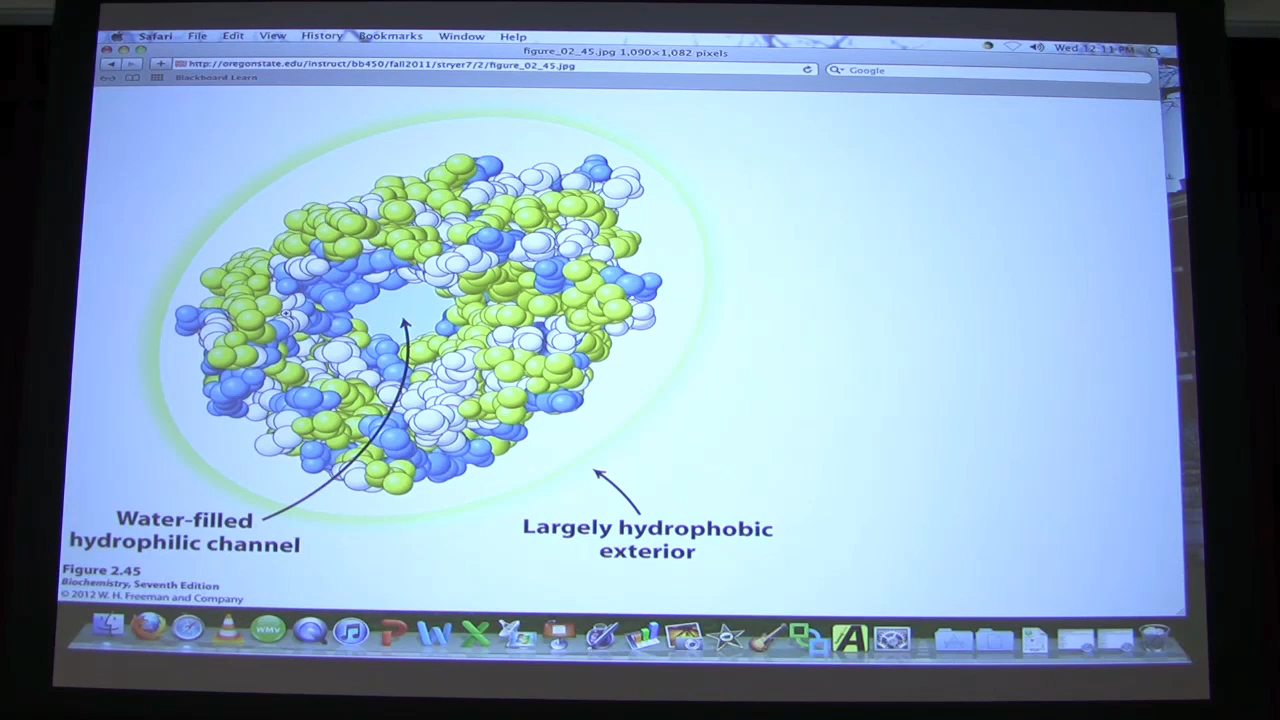 Safari File Edit View History Bookmarks Window Help
Wed 12:11 PM
figure_02_45.jpg 1,090×1,082 pixels
http://oregonstate.edu/instruct/bb450/fall2011/stryer7/2/figure_02_45.jpg
Google
Blackboard Learn
Water-filled
hydrophilic channel
Largely hydrophobic
exterior
Figure 2.45
Biochemistry, Seventh Edition
© 2012 W. H. Freeman and Company
WMV